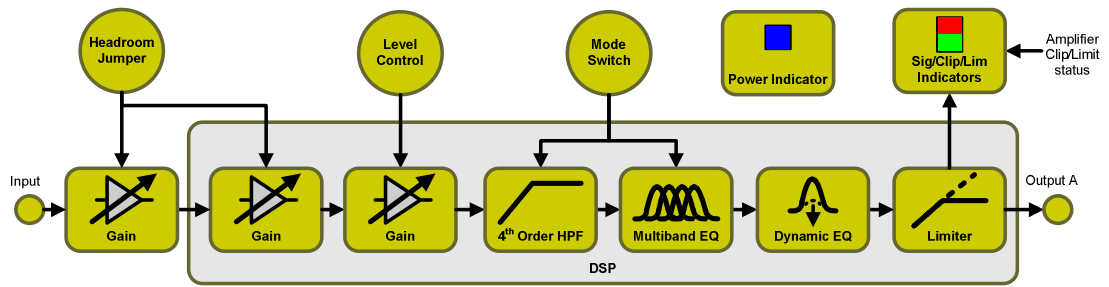 Headroom
Jumper
Level
Control
Mode
Switch
Power Indicator
Sig/Clip/Lim
Indicators
Amplifier
Clip/Limit
status
Input
Gain
Gain
Gain
4th Order HPF
Multiband EQ
Dynamic EQ
Limiter
Output A
DSP